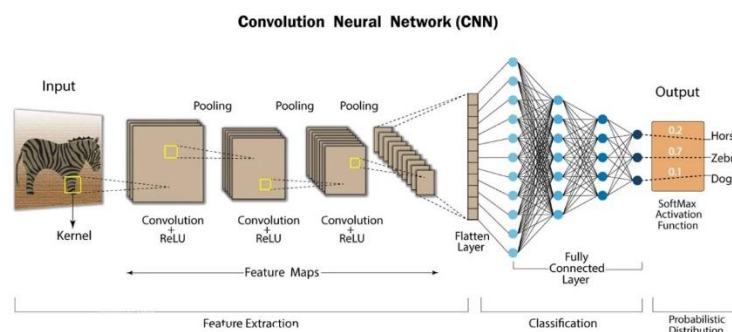 Convolution Neural Network (CNN)
Input
Output
Pooling
Pooling
Pooling
0.2
Hors
0.7
Zebr
0.1
Dog
SoftMax
Activation
Function
Kernel
Convolution
+
ReLU
Convolution
+
ReLU
Convolution
+
ReLU
Flatten
Layer
Fully
Connected
Layer
Feature Maps
Feature Extraction
Classification
Probabilistic
Distribution